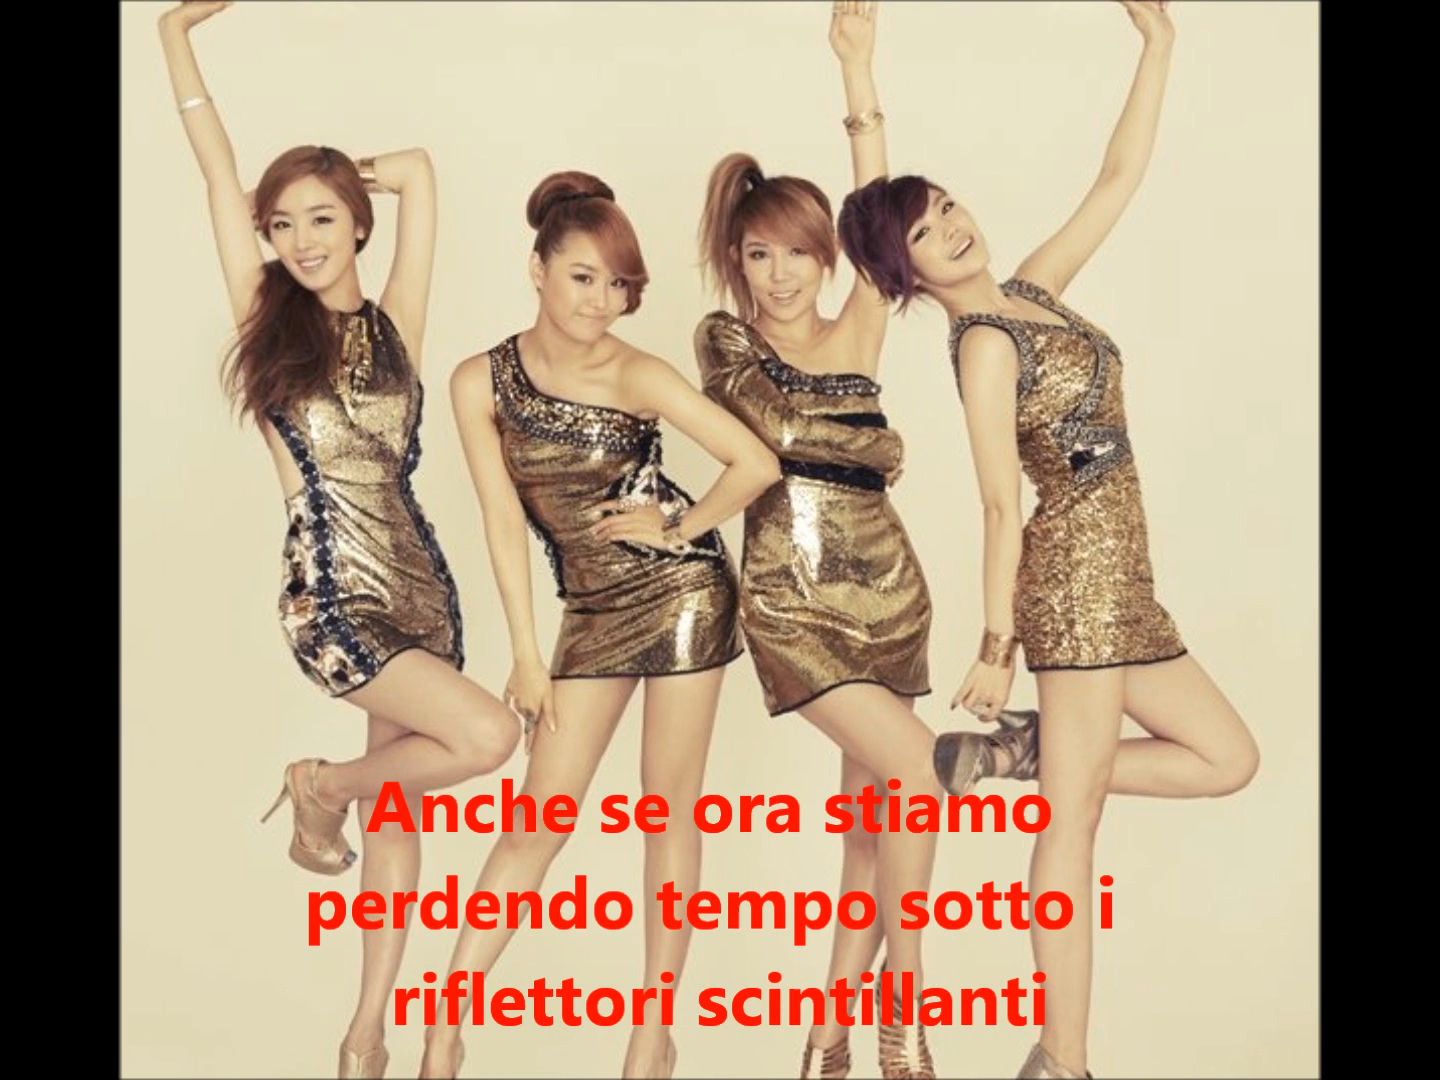 Anche se ora stiamo
perdendo tempo sotto i
riflettori scintillanti